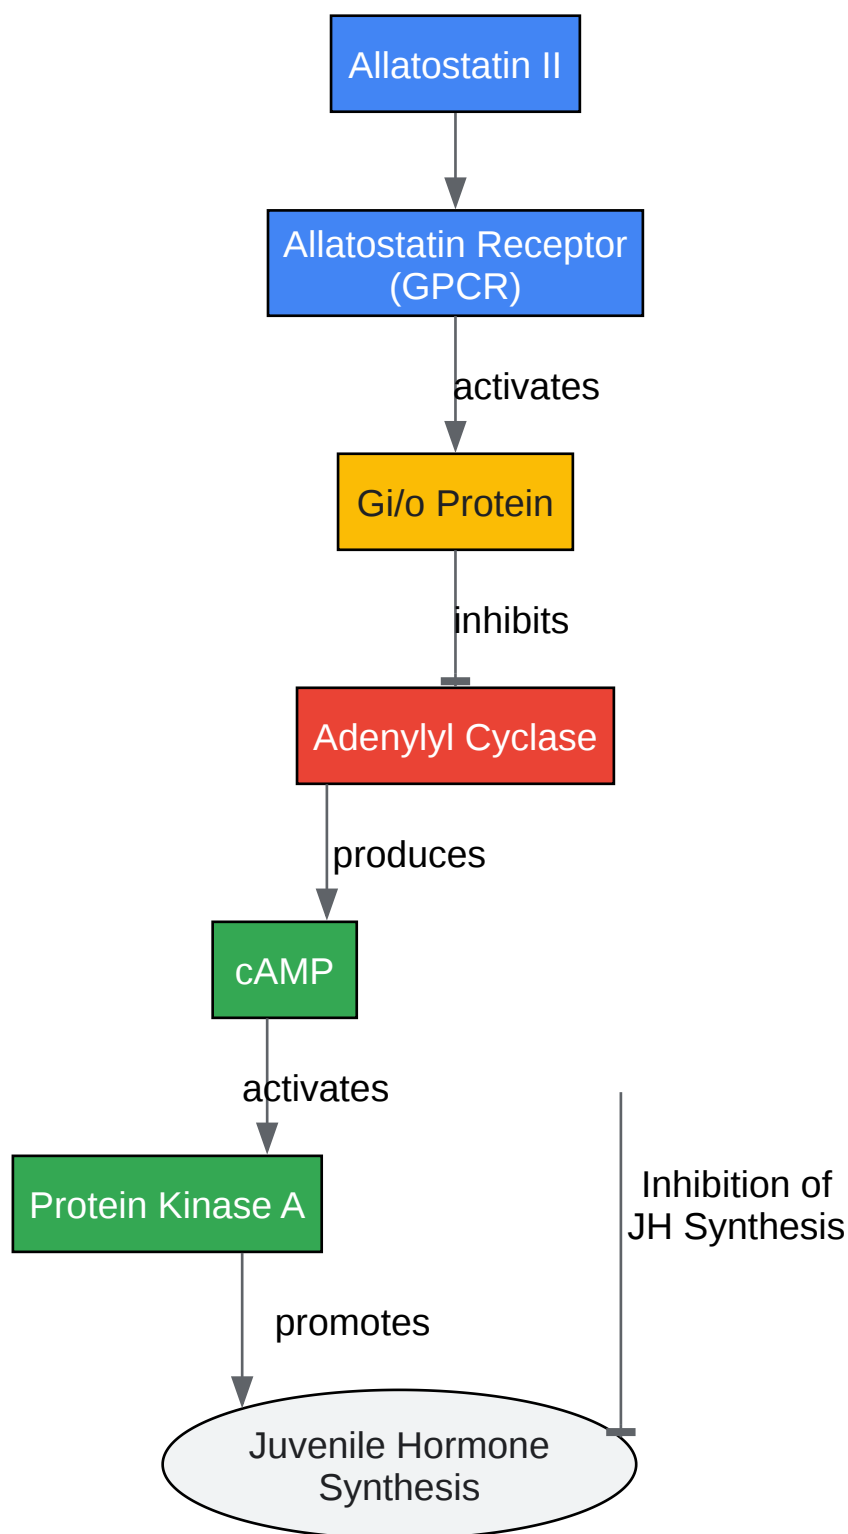 Allatostatin II
Allatostatin Receptor
(GPCR)
activates
Gi/o Protein
inhibits
Adenylyl Cyclase
produces
cAMP
activates
Protein Kinase A
Inhibition of
JH Synthesis
promotes
Juvenile Hormone
Synthesis